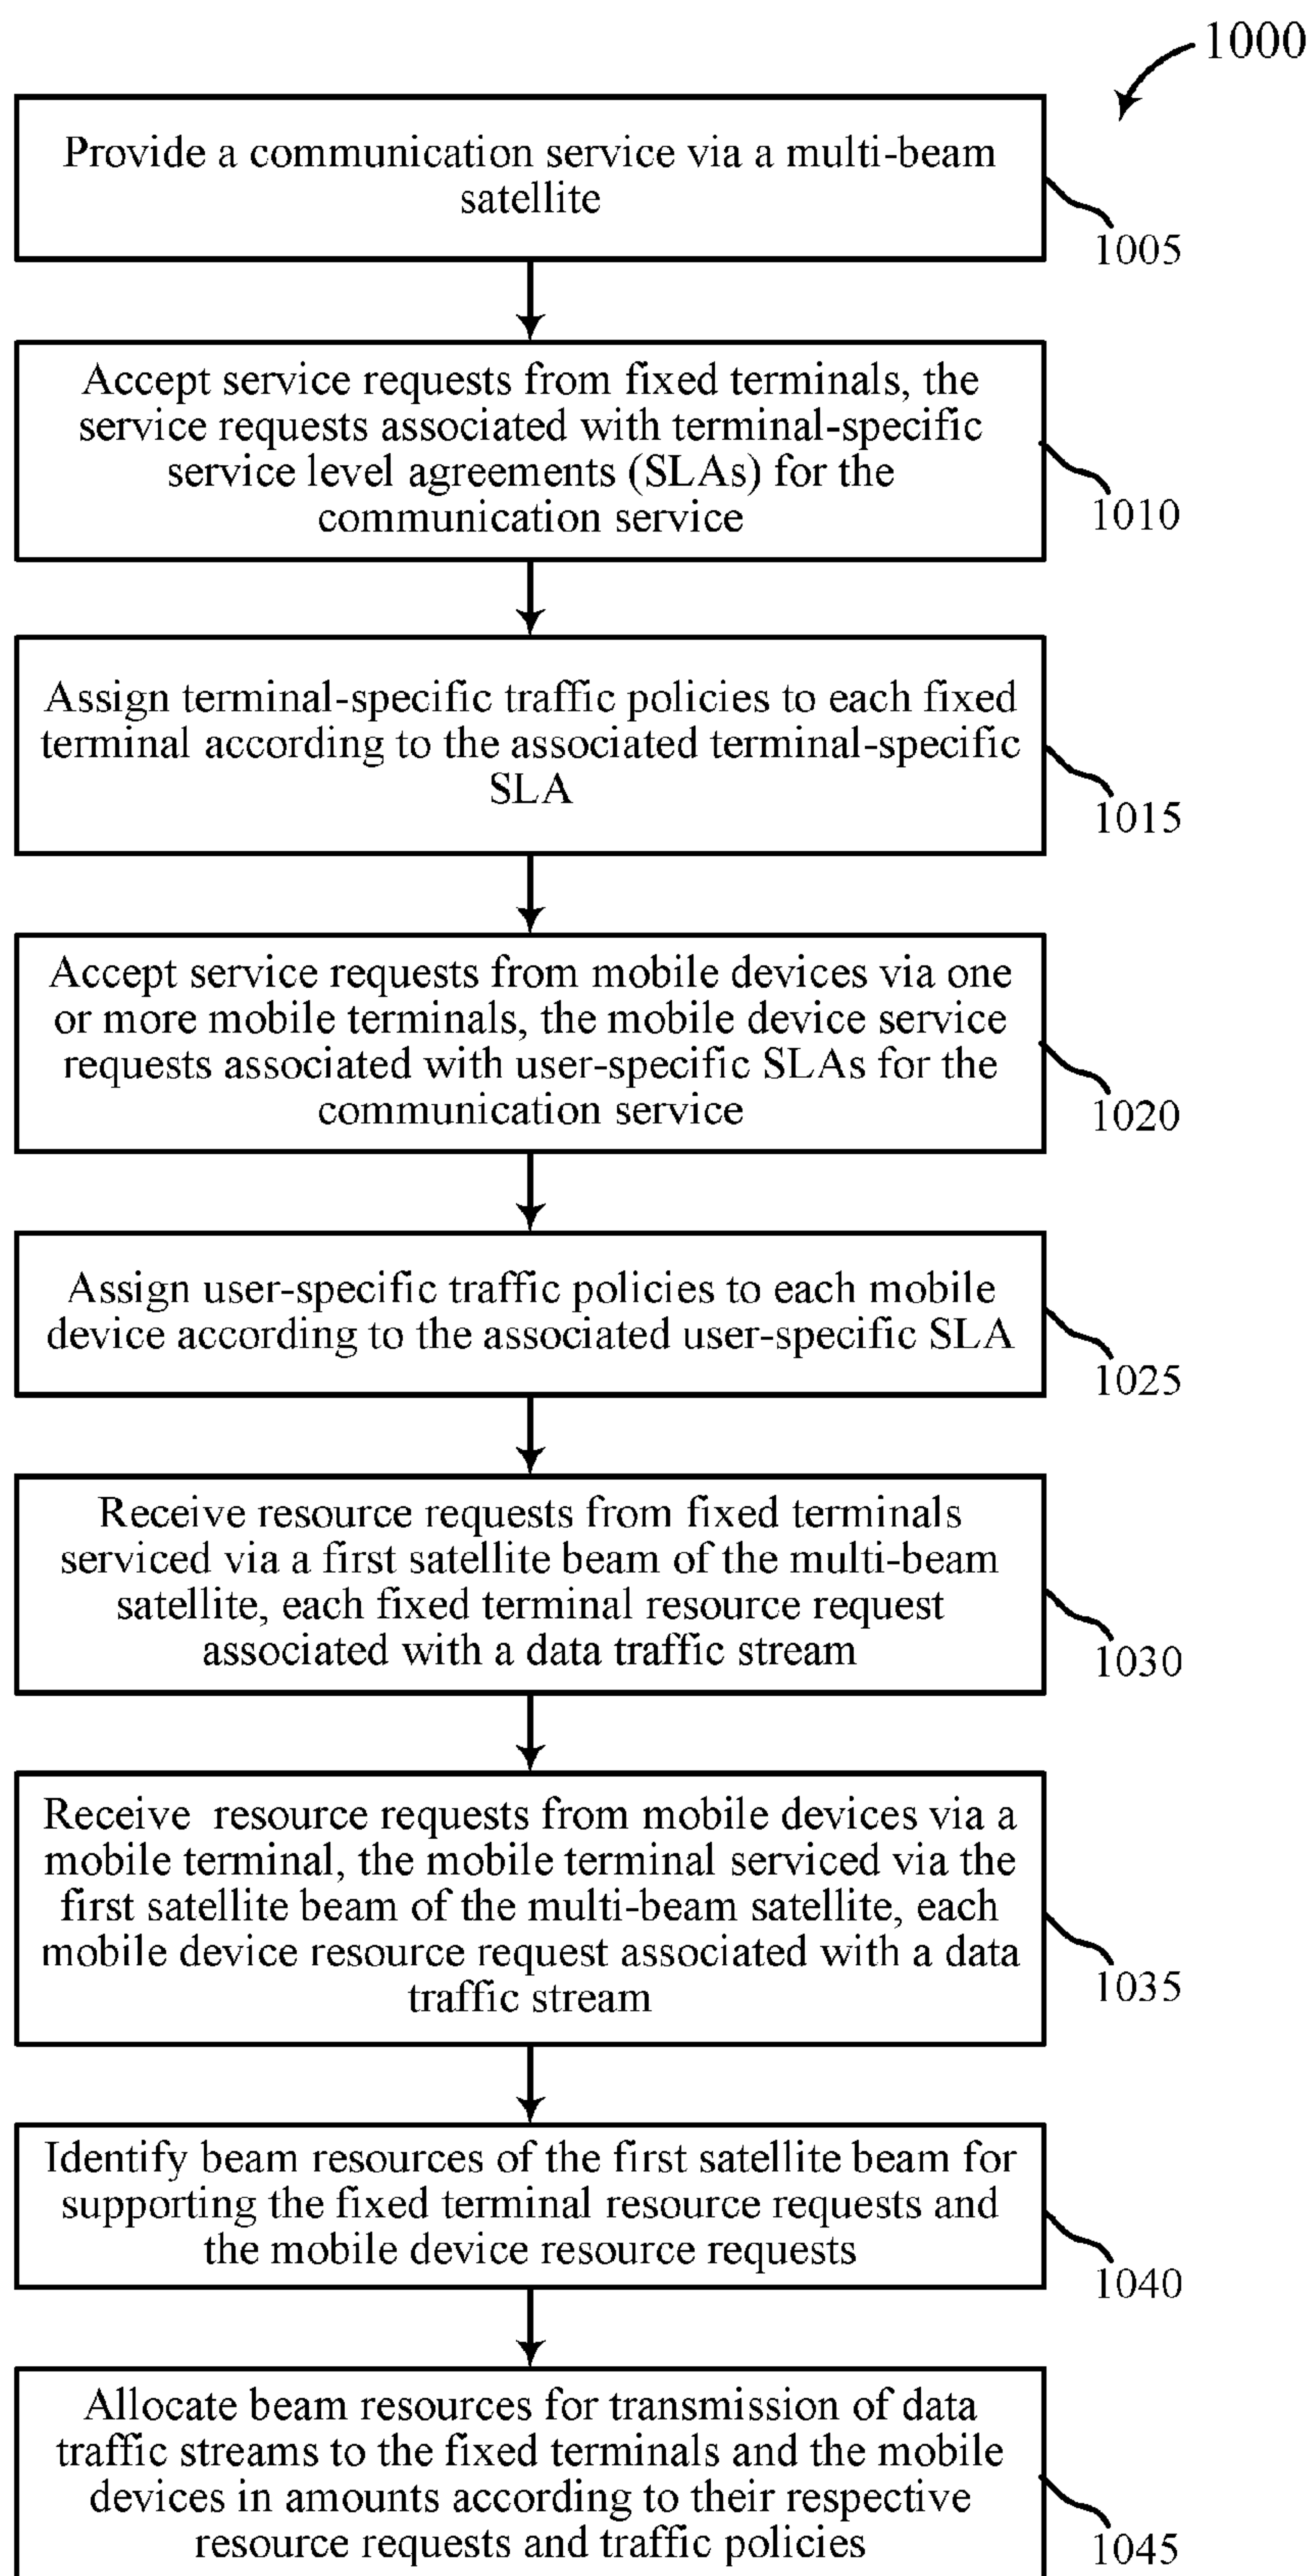 1000
Provide a communication service via a multi-beam
satellite
1005
Accept service requests from fixed terminals, the
service requests associated with terminal-specific
service level agreements (SLAs) for the
communication service
1010
Assign terminal-specific traffic policies to each fixed
terminal according to the associated terminal-specific
SLA
1015
Accept service requests from mobile devices via one
or more mobile terminals, the mobile device service
requests associated with user-specific SLAs for the
communication service
1020
Assign user-specific traffic policies to each mobile
device according to the associated user-specific SLA
1025
Receive resource requests from fixed terminals
serviced via a first satellite beam of the multi-beam
satellite, each fixed terminal resource request
associated with a data traffic stream
1030
Receive resource requests from mobile devices via a
mobile terminal, the mobile terminal serviced via the
first satellite beam of the multi-beam satellite, each
mobile device resource request associated with a data
traffic stream
1035
Identify beam resources of the first satellite beam for
supporting the fixed terminal resource requests and
the mobile device resource requests
1040
Allocate beam resources for transmission of data
traffic streams to the fixed terminals and the mobile
devices in amounts according to their respective
resource requests and traffic policies
1045